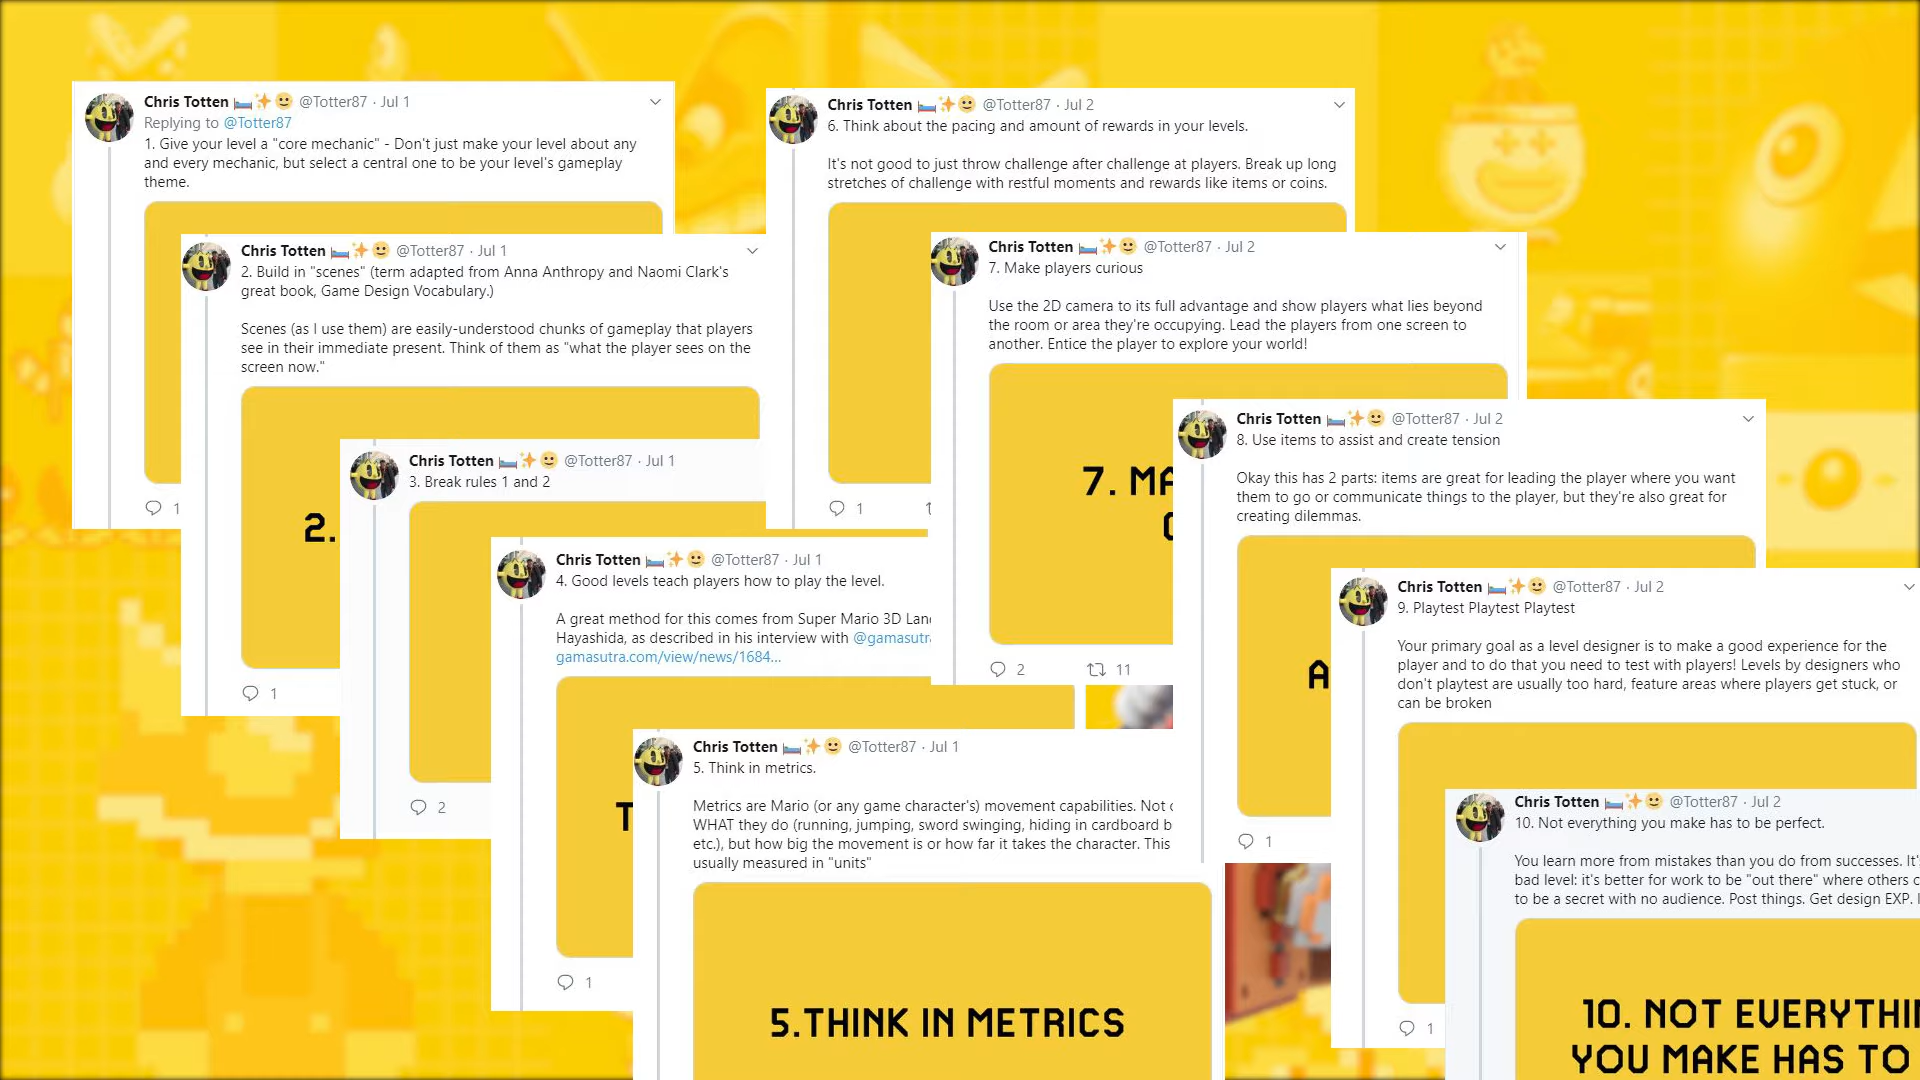 Chris Totten @Totter87 · Jul 1
Replying to @Totter87
1. Give your level a "core mechanic" - Don't just make your level about any
and every mechanic, but select a central one to be your level's gameplay
theme.
1
Chris Totten @Totter87 · Jul 1
2. Build in "scenes" (term adapted from Anna Anthropy and Naomi Clark's
great book, Game Design Vocabulary.)
Scenes (as I use them) are easily-understood chunks of gameplay that players
see in their immediate present. Think of them as "what the player sees on the
screen now."
2.
1
Chris Totten @Totter87 · Jul 1
3. Break rules 1 and 2
2
Chris Totten @Totter87 · Jul 1
4. Good levels teach players how to play the level.
A great method for this comes from Super Mario 3D
Hayashida, as described in his interview with
gamasutra.com/view/news/1684...
T
1
Chris Totten @Totter87 · Jul 1
5. Think in metrics.
Metrics are Mario (or any game character's) movement capabilities. Not
WHAT they do (running, jumping, sword swinging, hiding in cardboard
etc.), but how big the movement is or how far it takes the character. This
usually measured in "units"
5.THINK IN METRICS
Chris Totten @Totter87 · Jul 2
6. Think about the pacing and amount of rewards in your levels.
It's not good to just throw challenge after challenge at players. Break up long
stretches of challenge with restful moments and rewards like items or coins.
1
Chris Totten @Totter87 · Jul 2
7. Make players curious
Use the 2D camera to its full advantage and show players what lies beyond
the room or area they're occupying. Lead the players from one screen to
another. Entice the player to explore your world!
7. MA
2 11
Chris Totten @Totter87 · Jul 2
8. Use items to assist and create tension
Okay this has 2 parts: items are great for leading the player where you want
them to go or communicate things to the player, but they're also great for
creating dilemmas.
A
1
Chris Totten @Totter87 · Jul 2
9. Playtest Playtest Playtest
Your primary goal as a level designer is to make a good experience for the
player and to do that you need to test with players! Levels by designers who
don't playtest are usually too hard, feature areas where players get stuck, or
can be broken
1
Chris Totten @Totter87 · Jul 2
10. Not everything you make has to be perfect.
You learn more from mistakes than you do from successes. It'
bad level: it's better for work to be "out there" where others
to be a secret with no audience. Post things. Get design EXP.
10. NOT EVERYTHI
YOU MAKE HAS TO